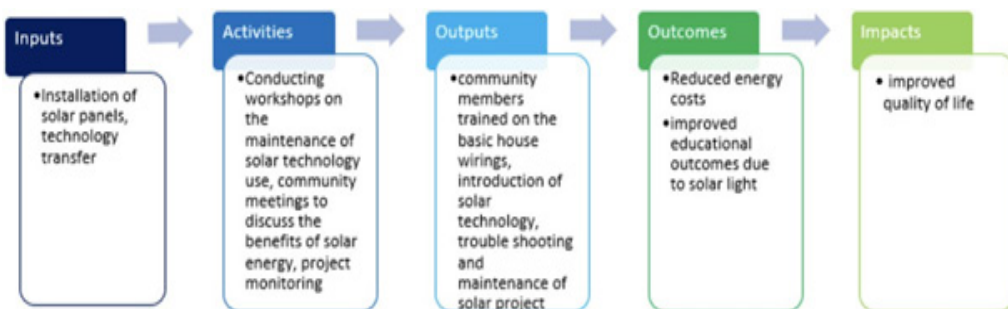 Inputs
•Installation of
solar panels,
technology
transfer
Activities
•Conducting
workshops on
the
maintenance of
solar technology
use, community
meetings to
discuss the
benefits of solar
energy, project
monitoring
Outputs
•community
members
trained on the
basic house
wirings,
introduction of
solar
technology,
trouble shooting
and
maintenance of
solar project
Outcomes
•Reduced energy
costs
•improved
educational
outcomes due
to solar light
Impacts
• improved
quality of life